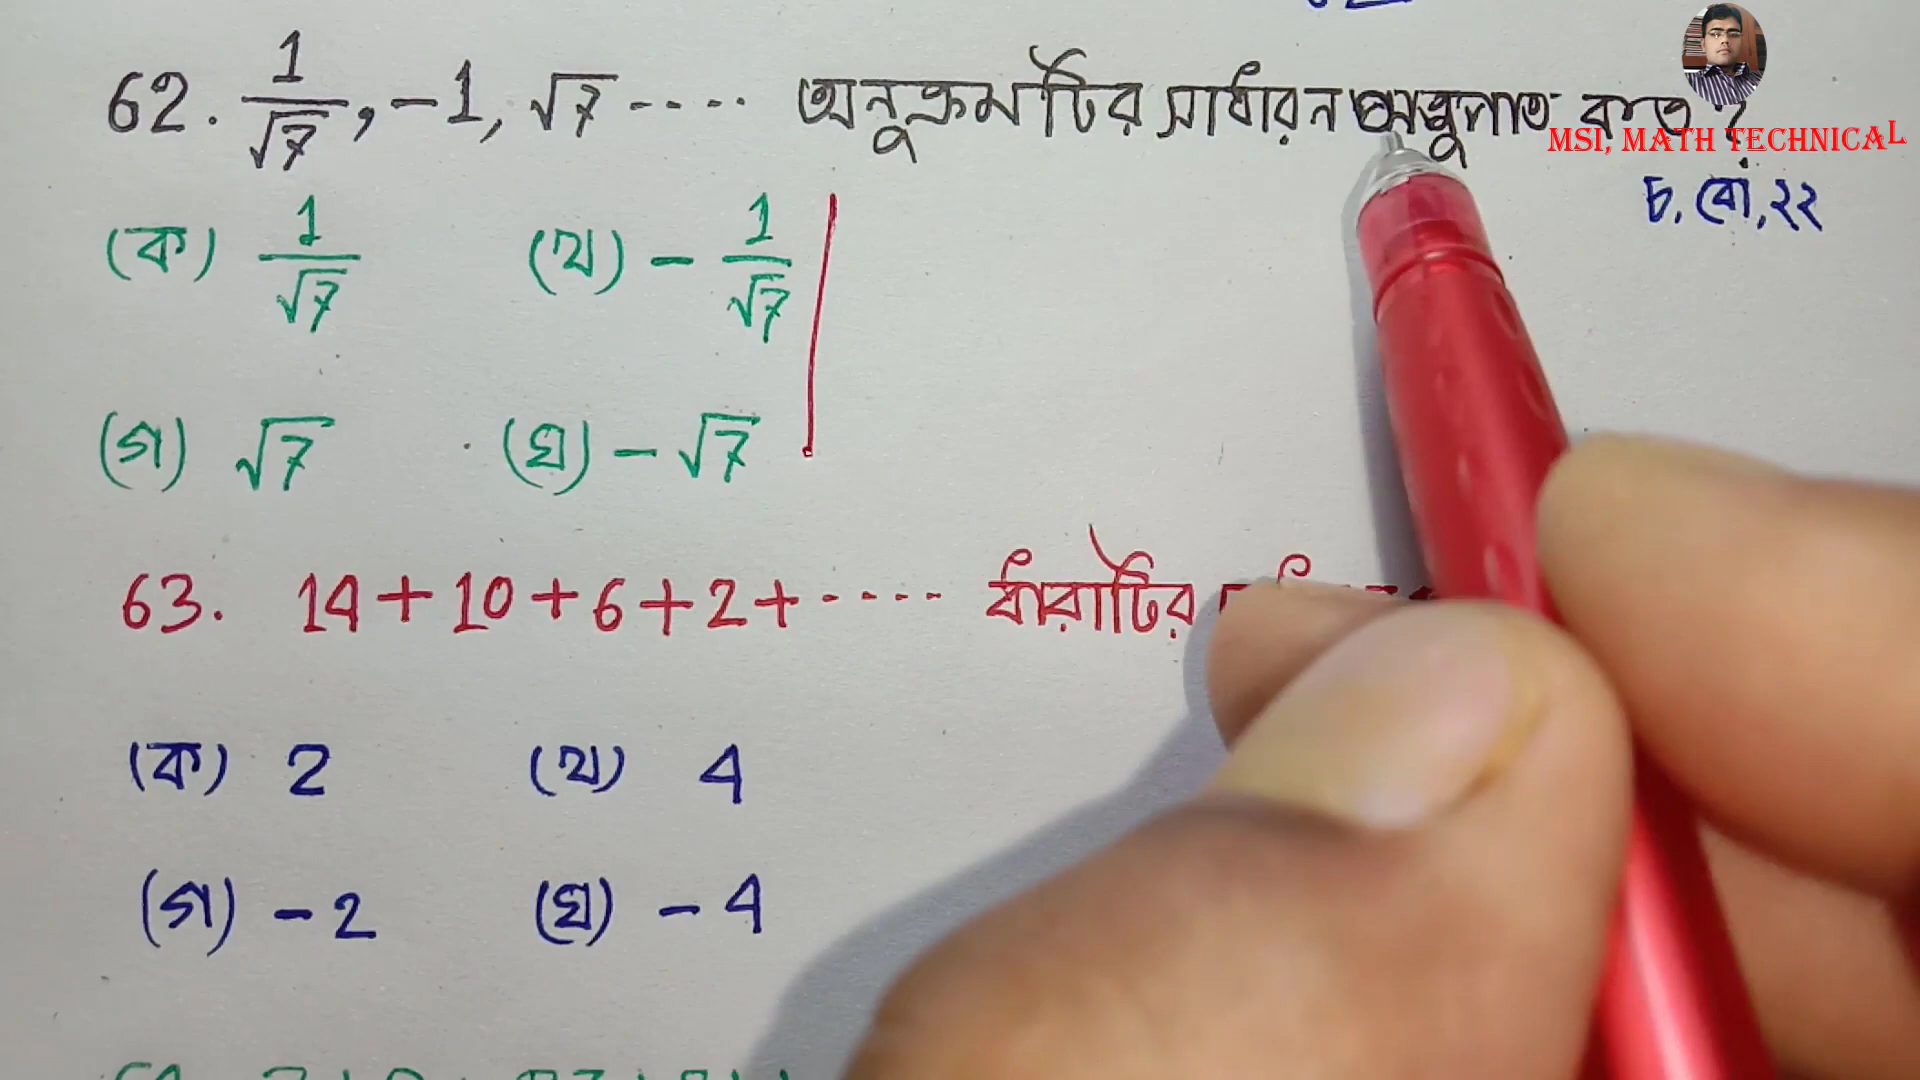 62. 1/√7, -1, √7 ---- অনুক্রমটির সাধারন অনুপাত কত ?
MSI, MATH TECHNICAL
চ. বো, ২২
(ক) 1/√7 (খ) - 1/√7
(গ) √7 (ঘ) - √7
63. 14 + 10 + 6 + 2 + ----- ধারাটির
(ক) 2 (খ) 4
(গ) - 2 (ঘ) - 4